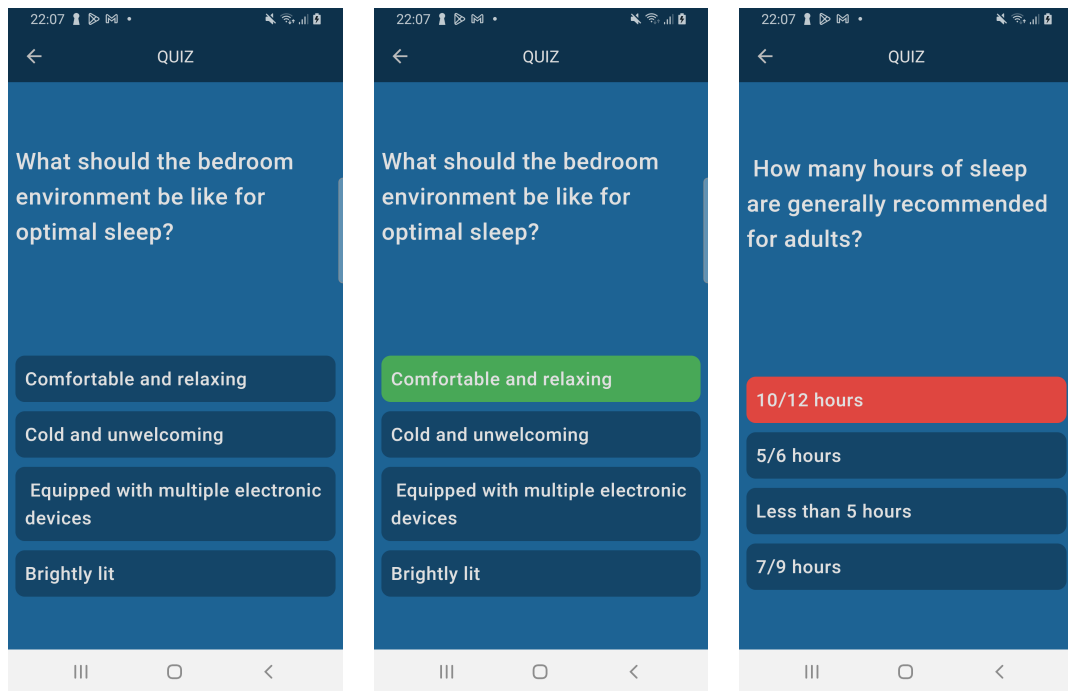 22:07
QUIZ
What should the bedroom
environment be like for
optimal sleep?
Comfortable and relaxing
Cold and unwelcoming
Equipped with multiple electronic
devices
Brightly lit
22:07
QUIZ
What should the bedroom
environment be like for
optimal sleep?
Comfortable and relaxing
Cold and unwelcoming
Equipped with multiple electronic
devices
Brightly lit
22:07
QUIZ
How many hours of sleep
are generally recommended
for adults?
10/12 hours
5/6 hours
Less than 5 hours
7/9 hours